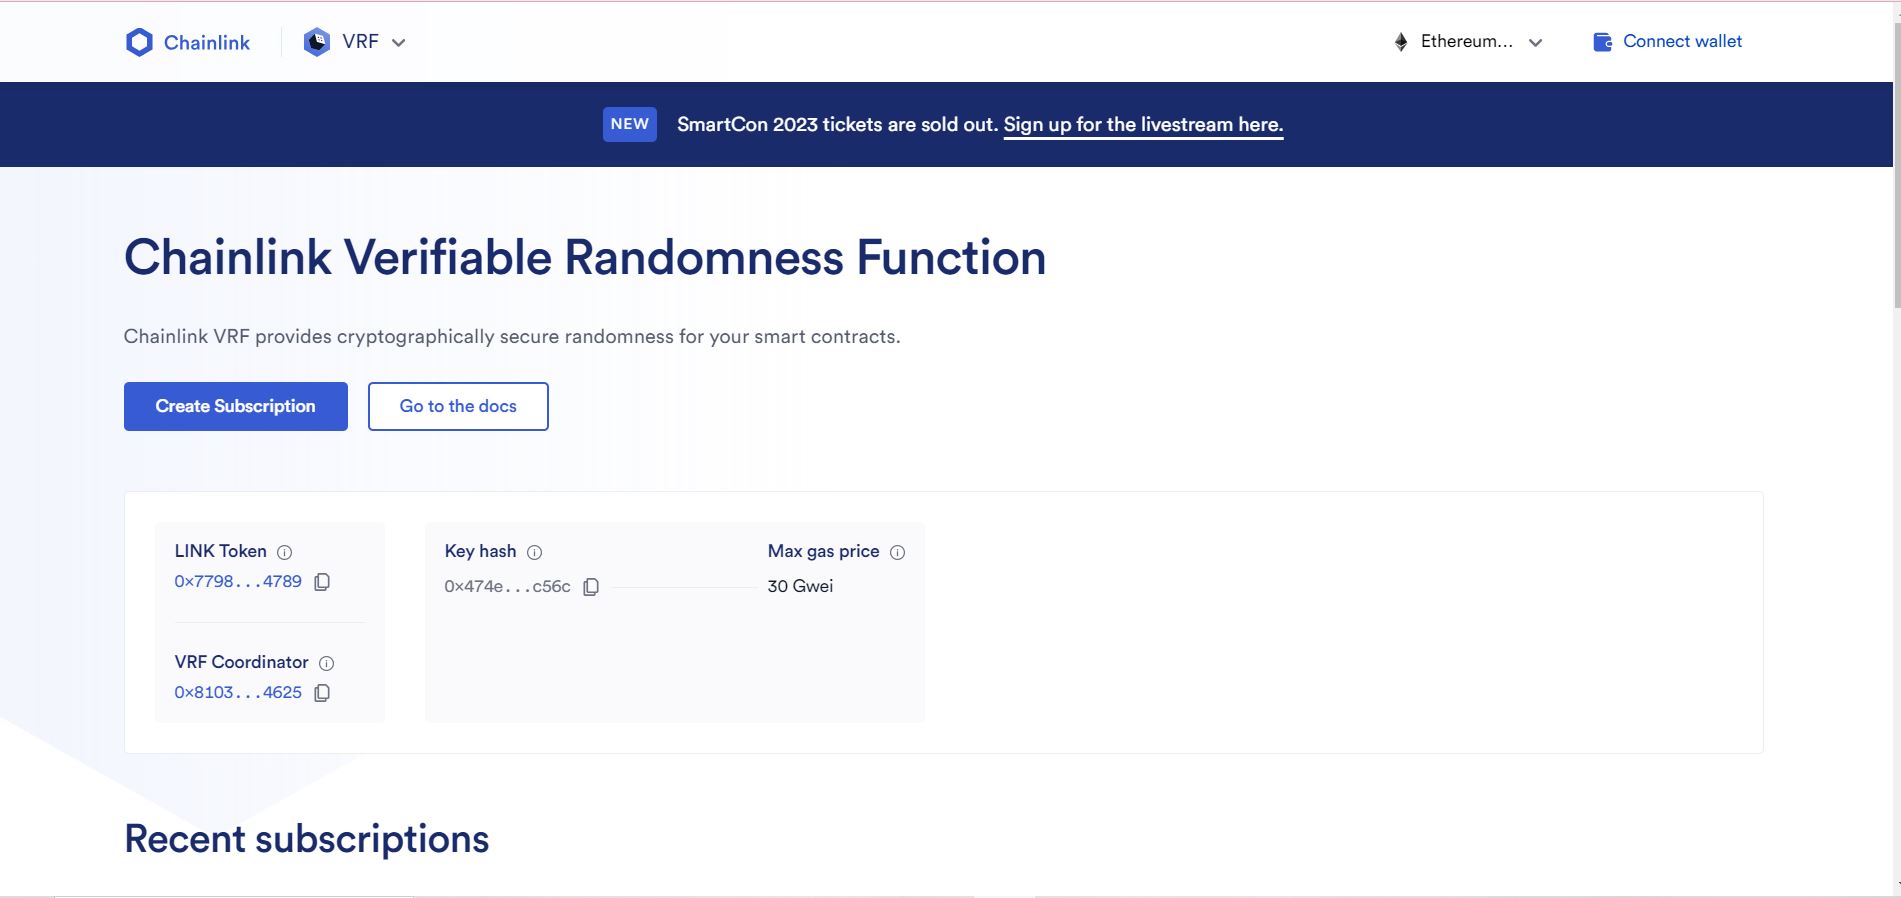 Chainlink
VRF
Ethereum...
Connect wallet
NEW
SmartCon 2023 tickets are sold out. Sign up for the livestream here.
Chainlink Verifiable Randomness Function
Chainlink VRF provides cryptographically secure randomness for your smart contracts.
Create Subscription
Go to the docs
LINK Token
0x7798...4789
VRF Coordinator
0x8103...4625
Key hash
Max gas price
0x474e...c56c
30 Gwei
Recent subscriptions